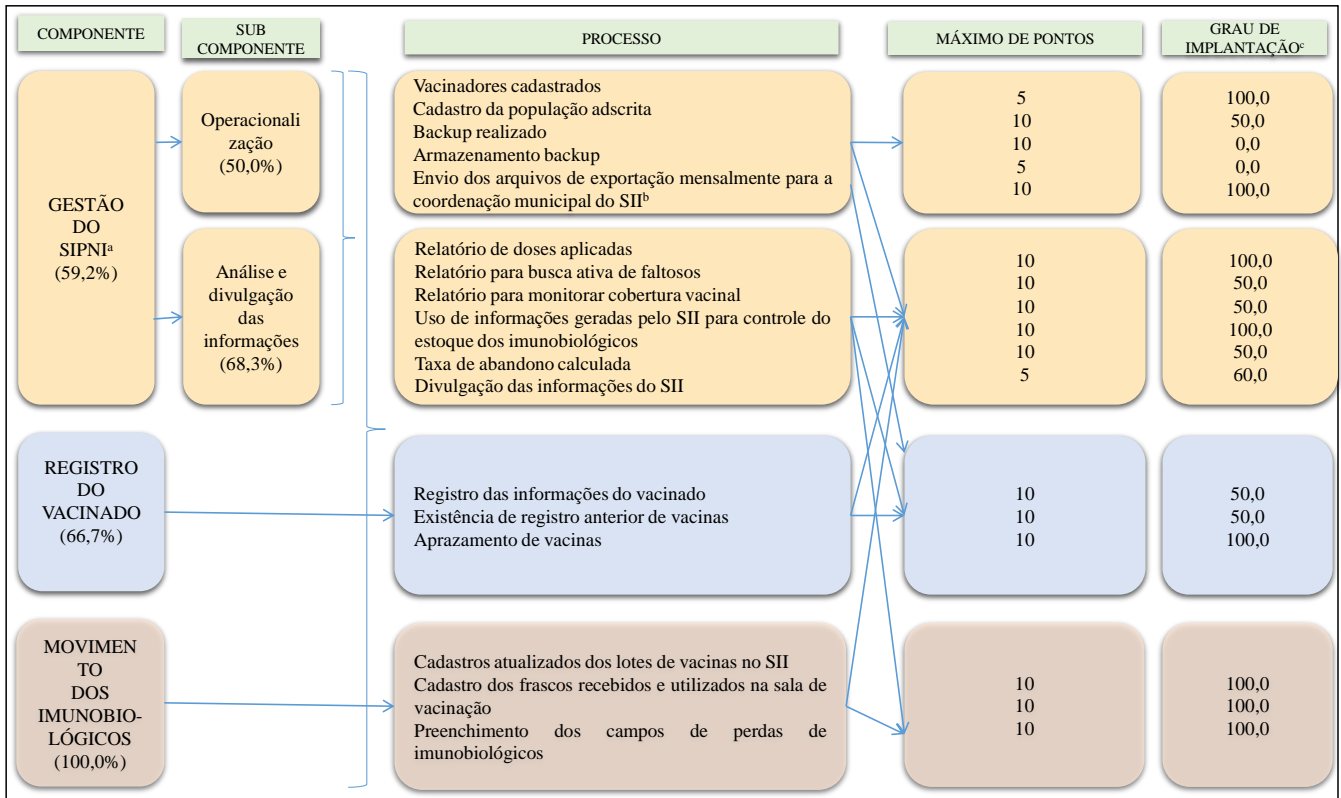 COMPONENTE
SUB
COMPONENTE
PROCESSO
MÁXIMO DE PONTOS
GRAU DE
IMPLANTAÇÃOᶜ
GESTÃO
DO
SIPNIᵃ
(59,2%)
Operacionali
zação
(50,0%)
Vacinadores cadastrados
Cadastro da população adscrita
Backup realizado
Armazenamento backup
Envio dos arquivos de exportação mensalmente para a
coordenação municipal do SIIᵇ
5
10
10
5
10
100,0
50,0
0,0
0,0
100,0
Análise e
divulgação
das
informações
(68,3%)
Relatório de doses aplicadas
Relatório para busca ativa de faltosos
Relatório para monitorar cobertura vacinal
Uso de informações geradas pelo SII para controle do
estoque dos imunobiológicos
Taxa de abandono calculada
Divulgação das informações do SII
10
10
10
10
10
5
100,0
50,0
50,0
100,0
50,0
60,0
REGISTRO
DO
VACINADO
(66,7%)
Registro das informações do vacinado
Existência de registro anterior de vacinas
Aprazamento de vacinas
10
10
10
50,0
50,0
100,0
MOVIMEN
TO
DOS
IMUNOBIO-
LÓGICOS
(100,0%)
Cadastros atualizados dos lotes de vacinas no SII
Cadastro dos frascos recebidos e utilizados na sala de
vacinação
Preenchimento dos campos de perdas de
imunobiológicos
10
10
10
100,0
100,0
100,0